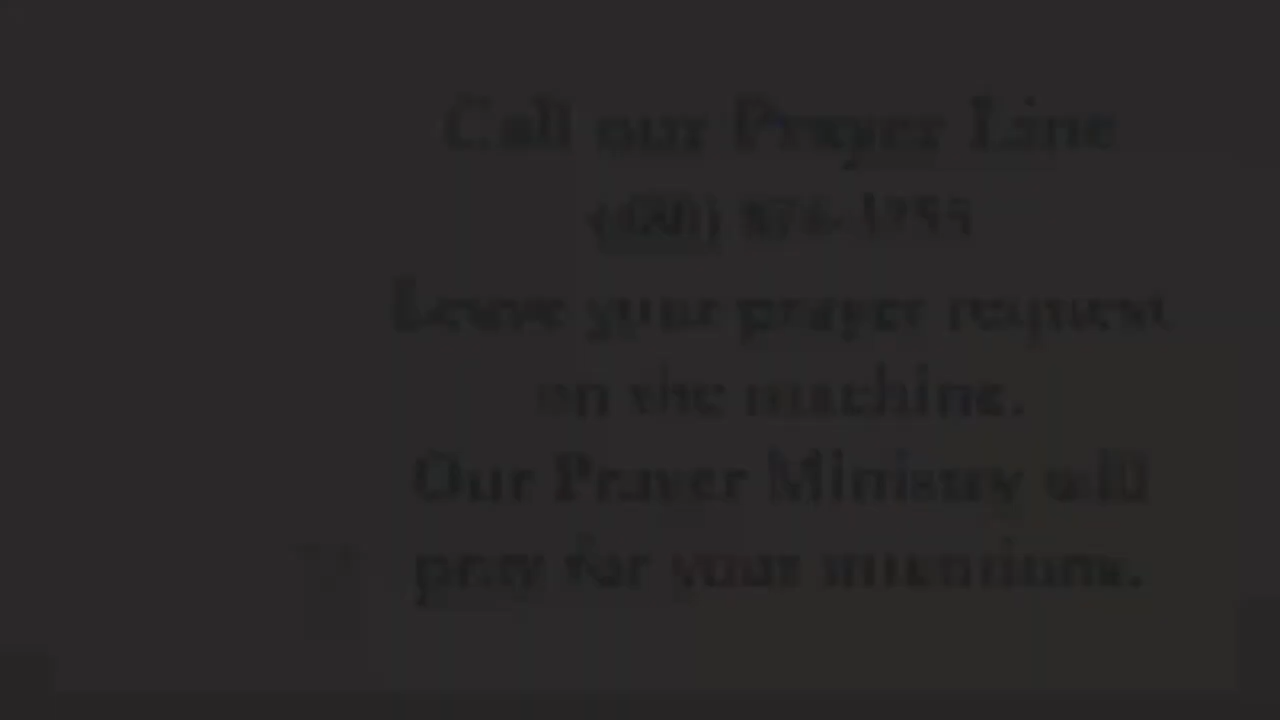 Call our Prayer Line
Leave your prayer request
on the machine.
Our Prayer Ministry will
pray for your intentions.